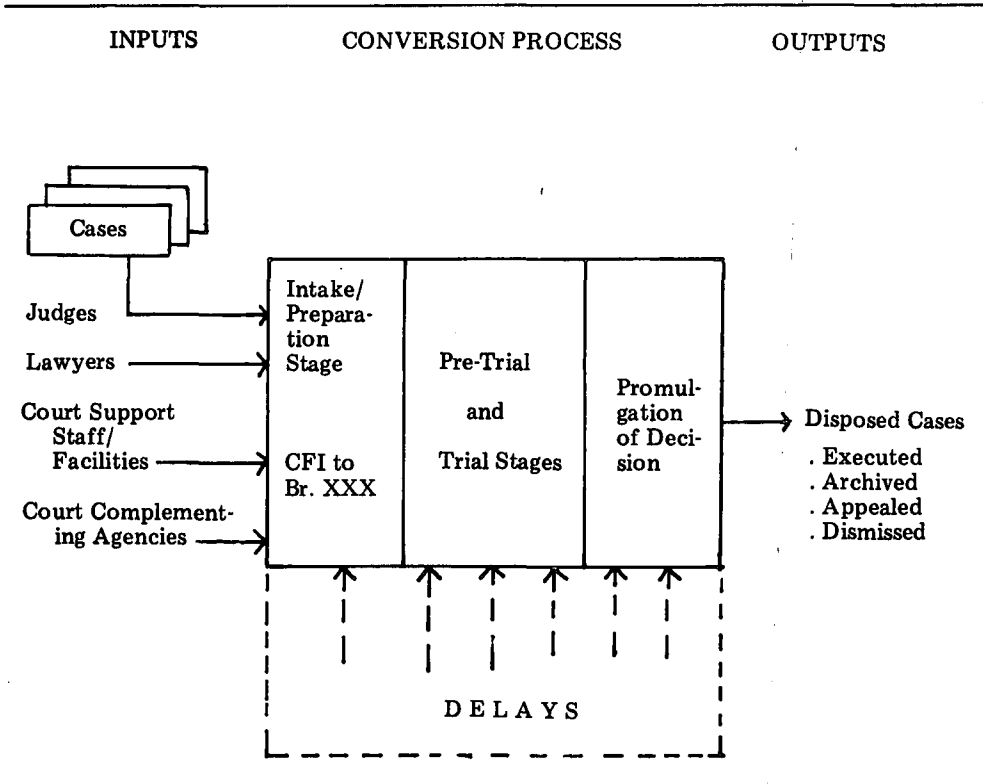 INPUTS
CONVERSION PROCESS
OUTPUTS
Cases
Judges
Lawyers
Court Support
Staff/
Facilities
Court Complement-
ing Agencies
Intake/
Prepara-
tion
Stage
CFI to
Br. XXX
Pre-Trial
and
Trial Stages
Promul-
gation
of Deci-
sion
Disposed Cases
. Executed
. Archived
. Appealed
. Dismissed
DELAYS